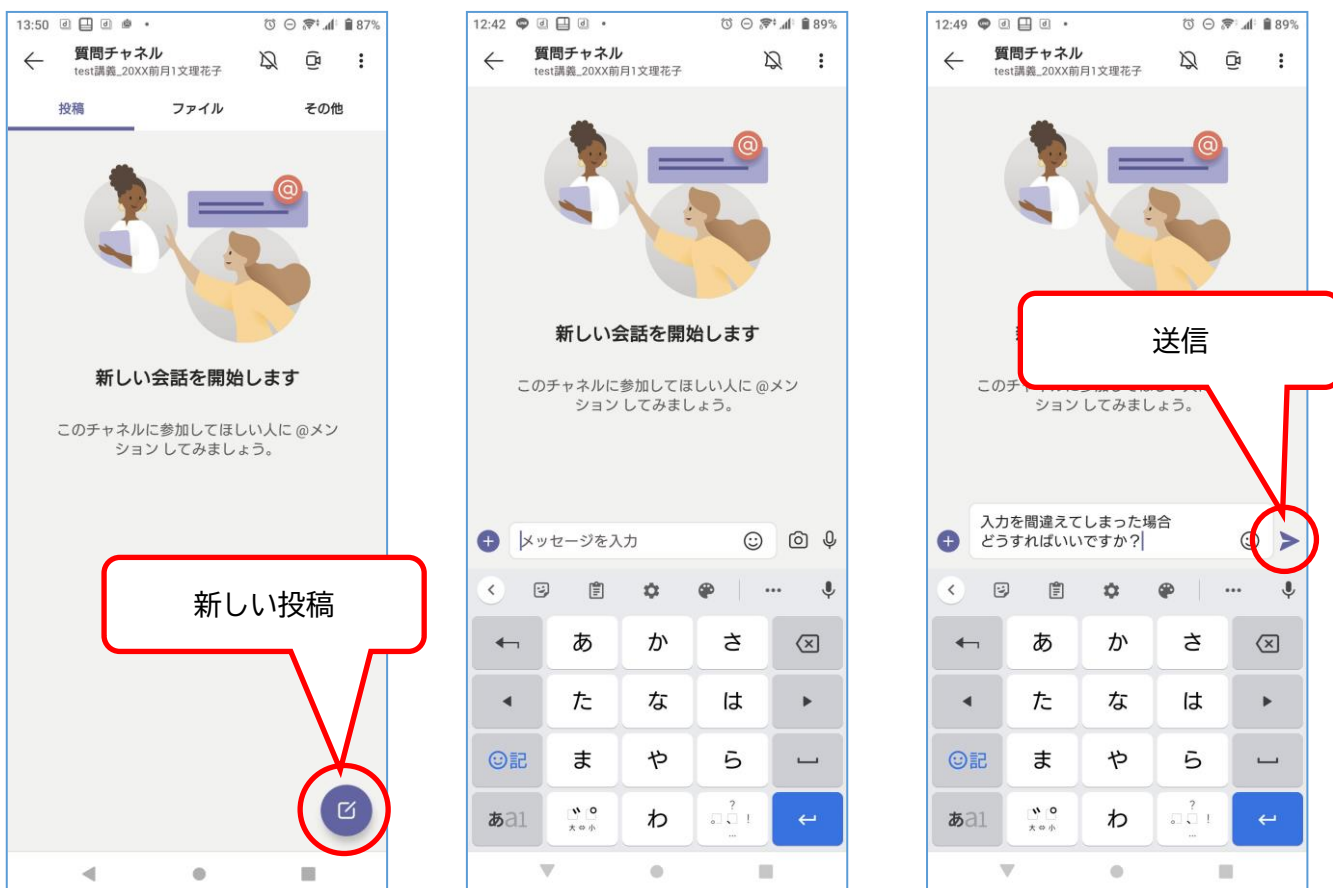 13:50
87%
質問チャネル
test講義_20XX前月1文理花子
投稿
ファイル
その他
@
新しい会話を開始します
このチャネルに参加してほしい人に @メン
ション してみましょう。
新しい投稿
12:42
89%
質問チャネル
test講義_20XX前月1文理花子
@
新しい会話を開始します
このチャネルに参加してほしい人に @メン
ション してみましょう。
メッセージを入力
あ か さ
た な は
記 ま や ら
あa1 大⇔小 わ 。、?!…
12:49
89%
質問チャネル
test講義_20XX前月1文理花子
@
送信
このチ
ション してみましょう。
入力を間違えてしまった場合
どうすればいいですか?
あ か さ
た な は
記 ま や ら
あa1 大⇔小 わ 。、?!…